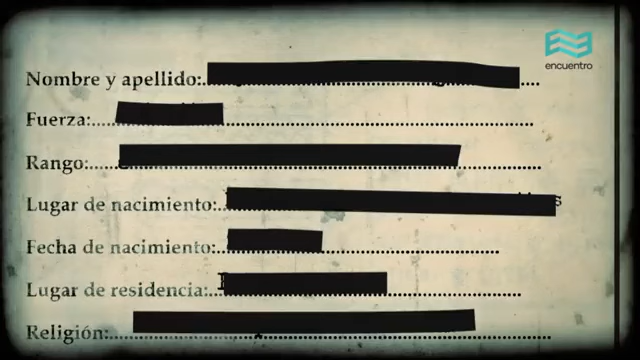 encuentro
Nombre y apellido:
Fuerza:
Rango:
Lugar de nacimiento:
Fecha de nacimiento:
Lugar de residencia:
Religión: